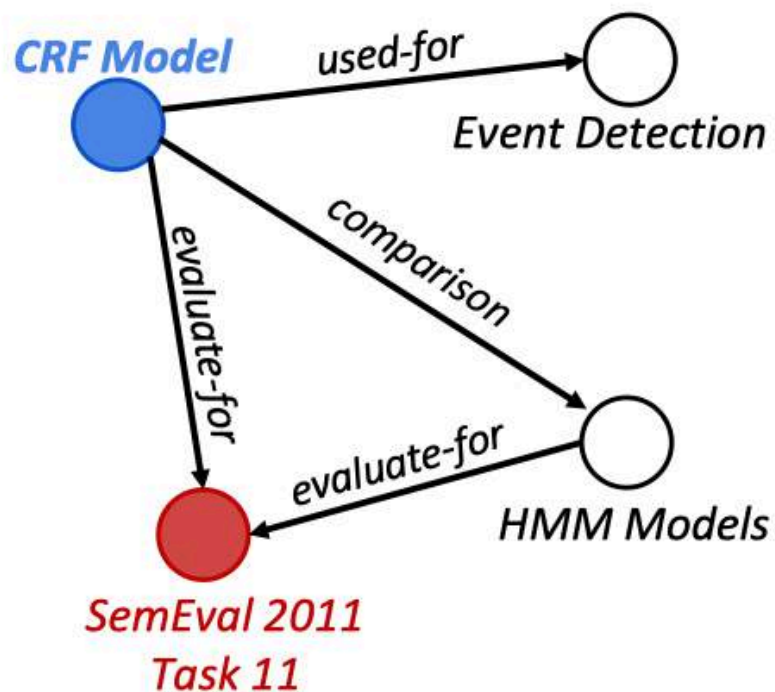 CRF Model
used-for
Event Detection
comparison
evaluate-for
evaluate-for
HMM Models
SemEval 2011
Task 11